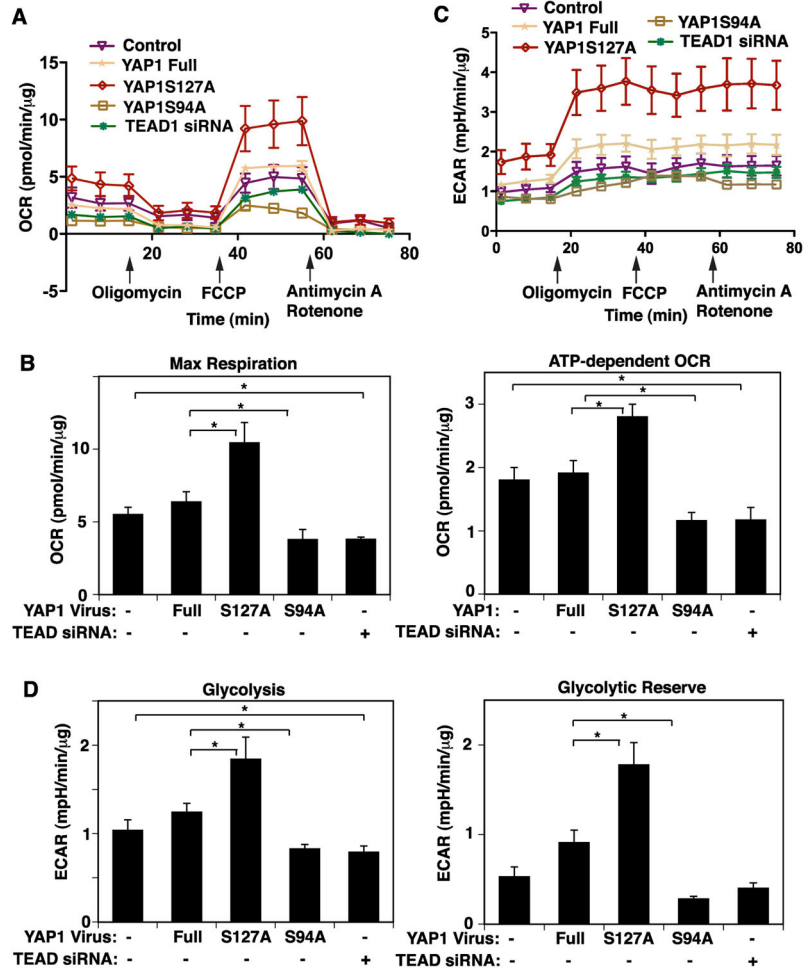 A
Control
YAP1 Full
YAP1S127A
YAP1S94A
TEAD1 siRNA
OCR (pmol/min/µg)
15
10
5
0
-5
20
40
60
80
Oligomycin
FCCP
Antimycin A
Rotenone
Time (min)
C
Control
YAP1 Full
YAP1S127A
YAP1S94A
TEAD1 siRNA
ECAR (mpH/min/µg)
5
4
3
2
1
0
0
20
40
60
80
Oligomycin
FCCP
Antimycin A
Rotenone
Time (min)
B
Max Respiration
OCR (pmol/min/µg)
10
5
0
*
*
*
YAP1 Virus: - Full S127A S94A -
TEAD siRNA: - - - - +
ATP-dependent OCR
OCR (pmol/min/µg)
3
2
1
0
*
*
*
YAP1: - Full S127A S94A -
TEAD siRNA: - - - - +
D
Glycolysis
ECAR (mpH/min/µg)
2
1
0
*
*
*
YAP1 Virus: - Full S127A S94A -
TEAD siRNA: - - - - +
Glycolytic Reserve
ECAR (mpH/min/µg)
2
1
0
*
*
YAP1 Virus: - Full S127A S94A -
TEAD siRNA: - - - - +